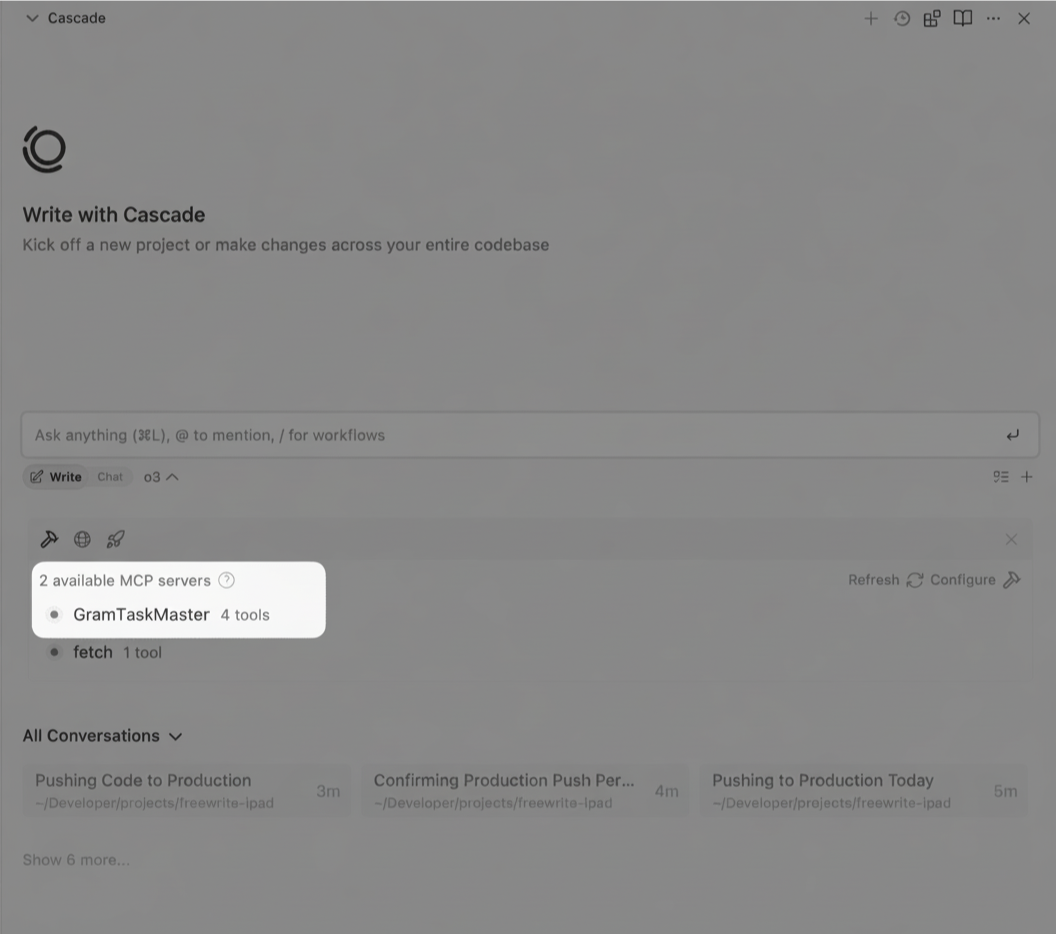 Cascade
Write with Cascade
Kick off a new project or make changes across your entire codebase
Ask anything (⌘L), @ to mention, / for workflows
Write Chat o3
2 available MCP servers
Refresh Configure
GramTaskMaster 4 tools
fetch 1 tool
All Conversations
Pushing Code to Production
~/Developer/projects/freewrite-ipad
3m
Confirming Production Push Per...
~/Developer/projects/freewrite-ipad
4m
Pushing to Production Today
~/Developer/projects/freewrite-ipad
5m
Show 6 more...